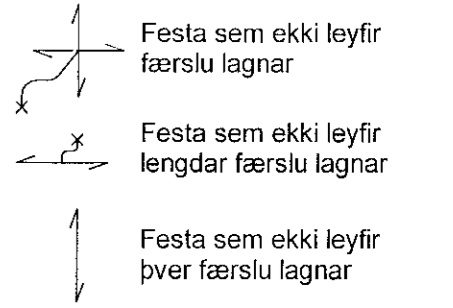 Festa sem ekki leyfir
færslu lagnar
Festa sem ekki leyfir
lengdar færslu lagnar
Festa sem ekki leyfir
þver færslu lagnar